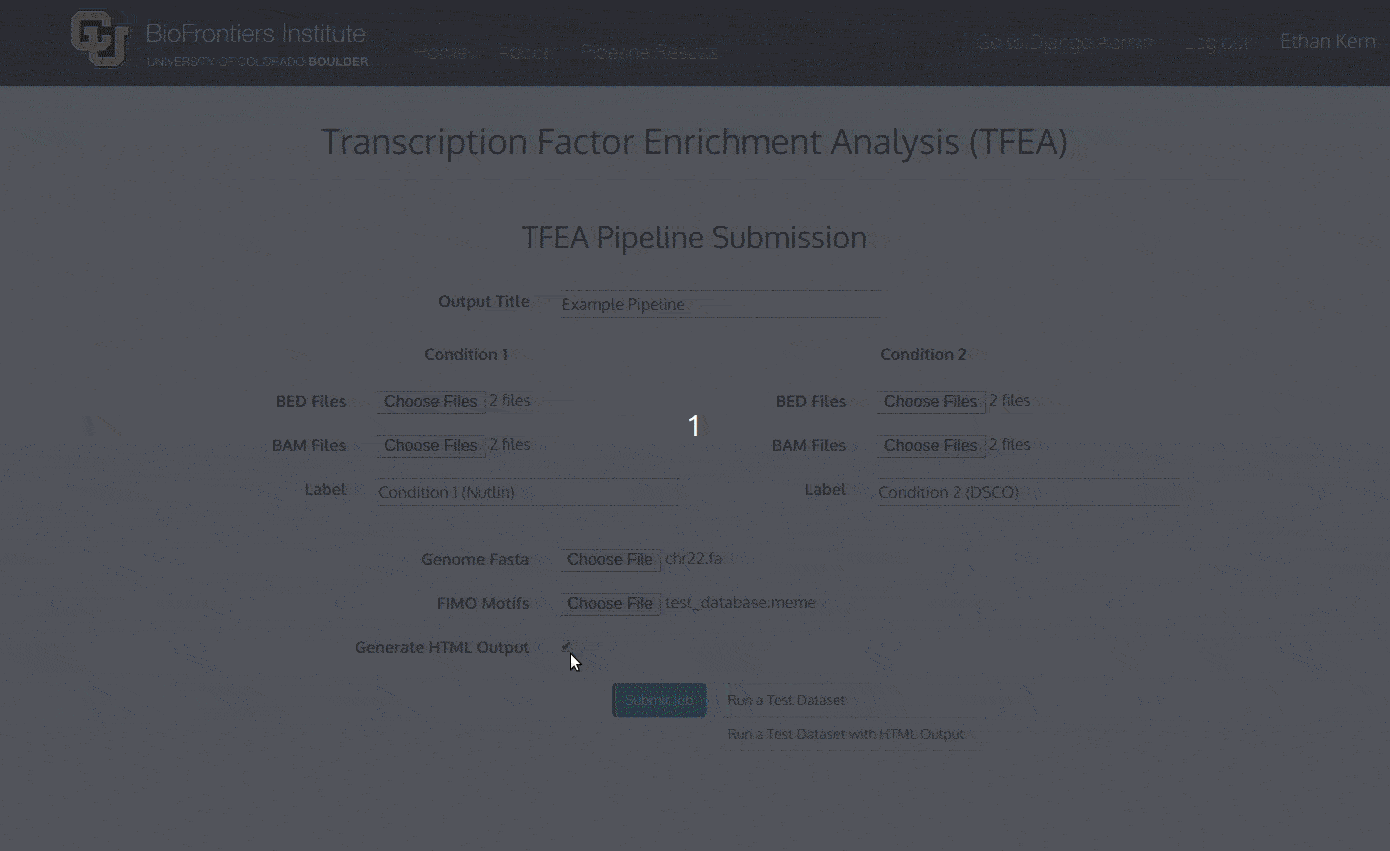 BioFrontiers Institute
UNIVERSITY OF COLORADO BOULDER
Home About Pipeline Results
Go to Django Admin Log out Ethan Kern
Transcription Factor Enrichment Analysis (TFEA)
TFEA Pipeline Submission
Output Title Example Pipeline
Condition 1 Condition 2
BED Files Choose Files 2 files BED Files Choose Files 2 files
1
BAM Files Choose Files 2 files BAM Files Choose Files 2 files
Label Condition 1 (Nutlin) Label Condition 2 (DSCO)
Genome Fasta Choose File chr22.fa
FIMO Motifs Choose File test_database.meme
Generate HTML Output
Submit Job Run a Test Dataset
Run a Test Dataset with HTML Output